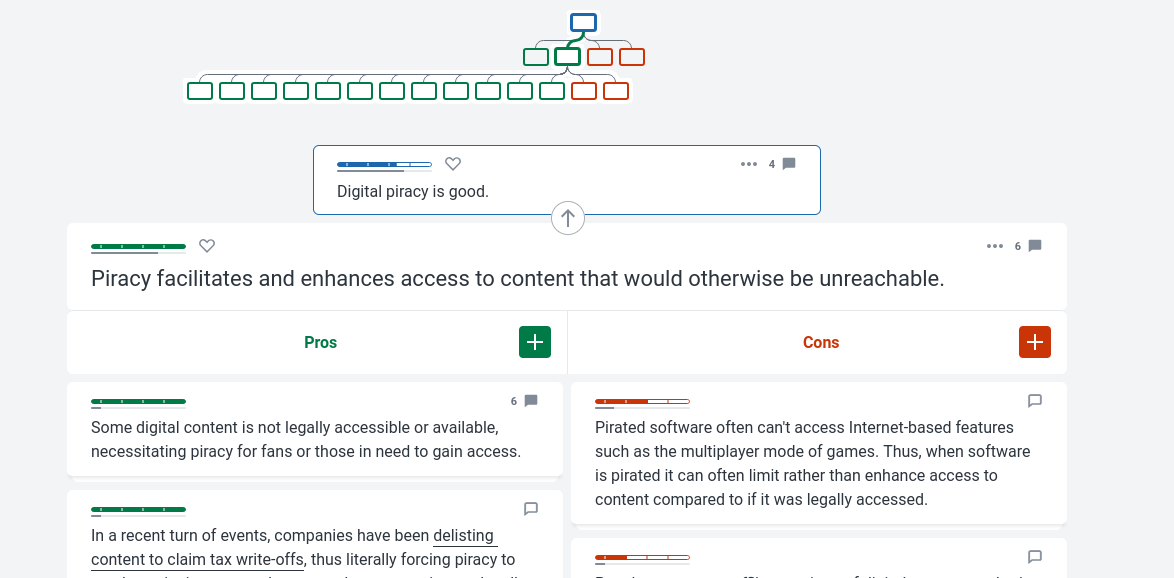 4
Digital piracy is good.
6
Piracy facilitates and enhances access to content that would otherwise be unreachable.
Pros
Cons
6
Some digital content is not legally accessible or available,
necessitating piracy for fans or those in need to gain access.
Pirated software often can't access Internet-based features
such as the multiplayer mode of games. Thus, when software
is pirated it can often limit rather than enhance access to
content compared to if it was legally accessed.
In a recent turn of events, companies have been delisting
content to claim tax write-offs, thus literally forcing piracy to